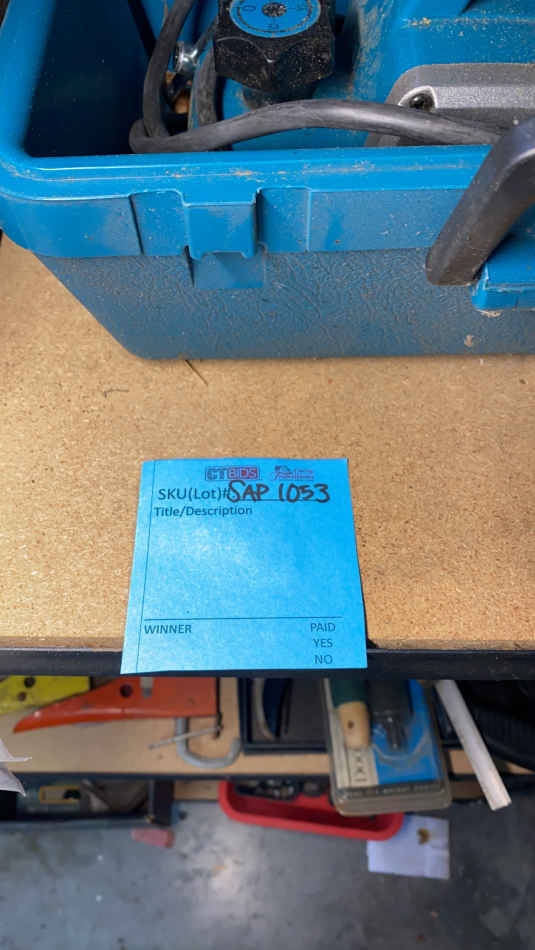 CTBIDS
SKU(Lot)# SAP 1053
Title/Description
WINNER
PAID
YES
NO